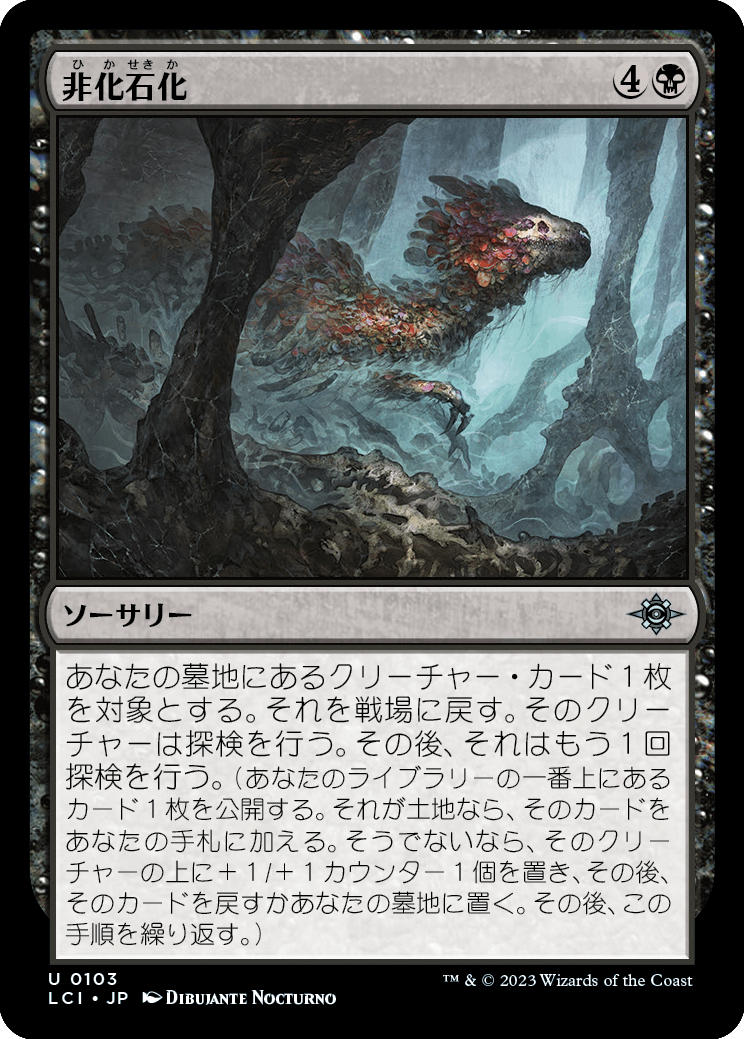 ひかせきか
非化石化
4
ソーサリー
あなたの墓地にあるクリーチャー・カード１枚
を対象とする。それを戦場に戻す。そのクリー
チャーは探検を行う。その後、それはもう１回
探検を行う。（あなたのライブラリーの一番上にある
カード１枚を公開する。それが土地なら、そのカードを
あなたの手札に加える。そうでないなら、そのクリー
チャーの上に＋１/＋１カウンター１個を置き、その後、
そのカードを戻すかあなたの墓地に置く。その後、この
手順を繰り返す。）
U 0103
LCI • JP Dibujante Nocturno
™ & © 2023 Wizards of the Coast